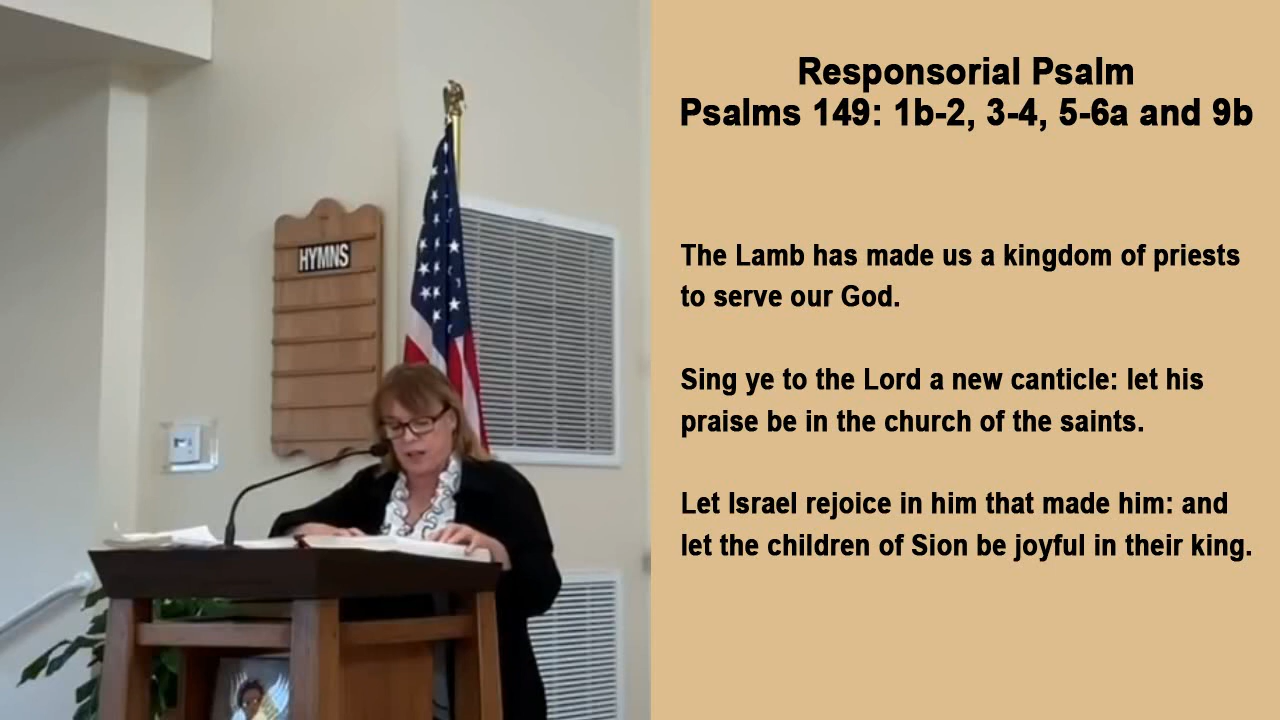 HYMNS
Responsorial Psalm
Psalms 149: 1b-2, 3-4, 5-6a and 9b
The Lamb has made us a kingdom of priests
to serve our God.
Sing ye to the Lord a new canticle: let his
praise be in the church of the saints.
Let Israel rejoice in him that made him: and
let the children of Sion be joyful in their king.